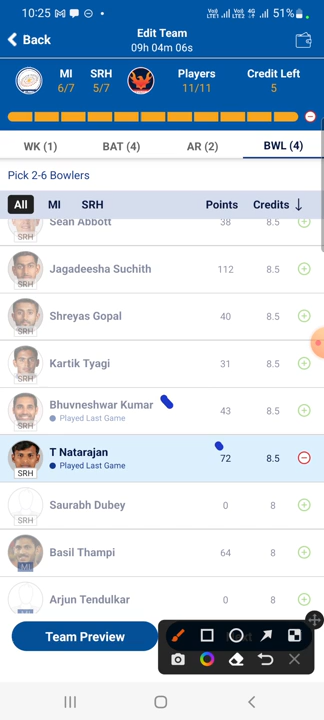 10:25 51%
Edit Team
Back
09h 04m 06s
MI SRH Players Credit Left
6/7 5/7 11/11 5
WK (1) BAT (4) AR (2) BWL (4)
Pick 2-6 Bowlers
All MI SRH Points Credits ↓
Sean Abbott 38 8.5
SRH
Jagadeesha Suchith 112 8.5
SRH
Shreyas Gopal 40 8.5
SRH
Kartik Tyagi 31 8.5
SRH
Bhuvneshwar Kumar 43 8.5
Played Last Game
SRH
T Natarajan 72 8.5
Played Last Game
SRH
Saurabh Dubey 0 8
SRH
Basil Thampi 64 8
MI
Arjun Tendulkar 0 8
Team Preview